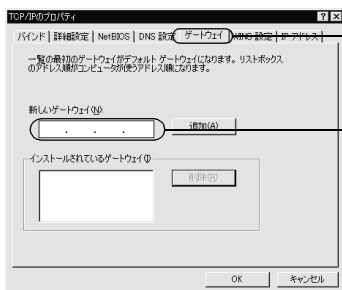 TCP/IPのプロパティ
バインド 詳細設定 NetBIOS DNS 設定 ゲートウェイ WINS 設定 IP アドレス
一覧の最初のゲートウェイがデフォルト ゲートウェイになります。リストボックス
のアドレス順がコンピュータが使うアドレス順になります。
新しいゲートウェイ(N):
. . .
追加(A)
インストールされているゲートウェイ(I)
削除(R)
OK キャンセル